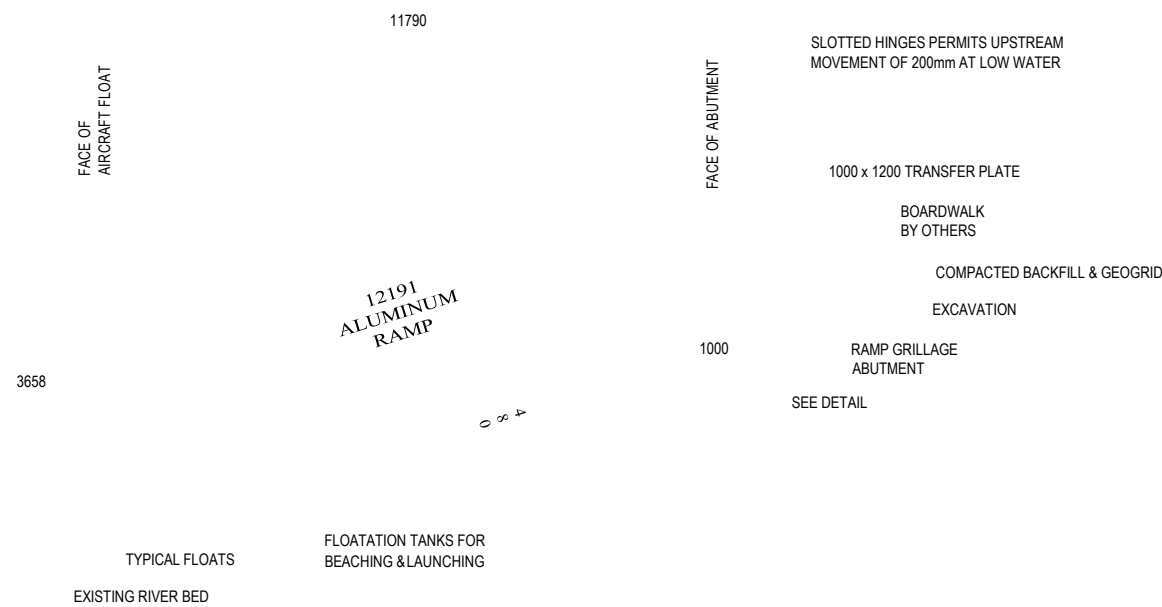 11790
SLOTTED HINGES PERMITS UPSTREAM
MOVEMENT OF 200mm AT LOW WATER
FACE OF
AIRCRAFT FLOAT
FACE OF ABUTMENT
1000 x 1200 TRANSFER PLATE
BOARDWALK
BY OTHERS
COMPACTED BACKFILL & GEOGRID
12191
ALUMINUM
RAMP
EXCAVATION
1000
RAMP GRILLAGE
ABUTMENT
3658
SEE DETAIL
480
FLOATATION TANKS FOR
BEACHING & LAUNCHING
TYPICAL FLOATS
EXISTING RIVER BED